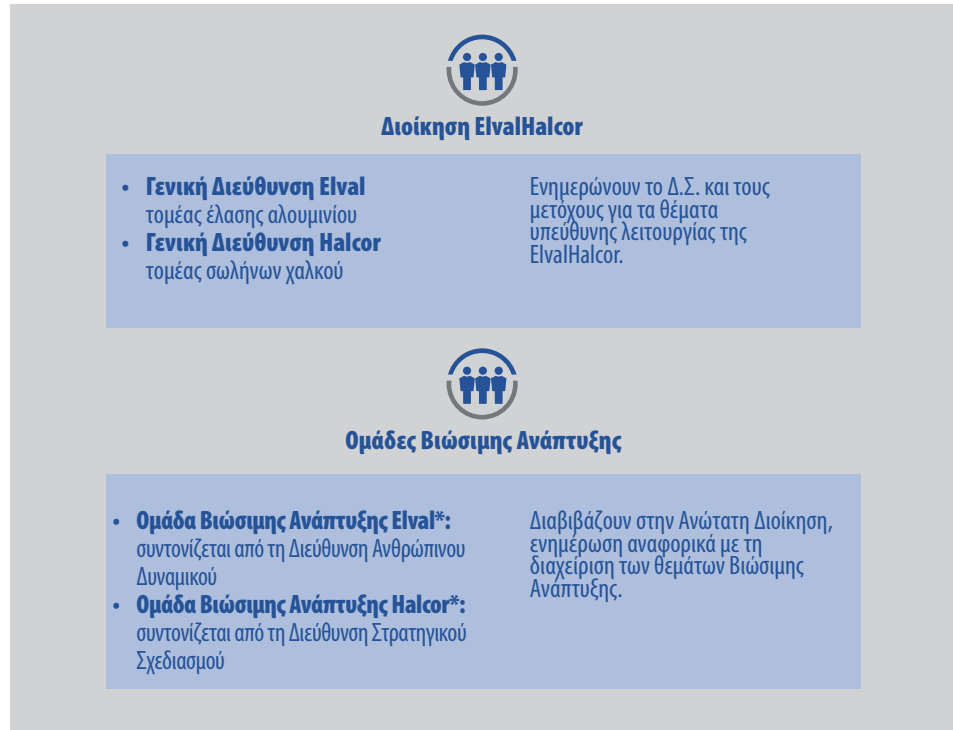 Διοίκηση ElvalHalcor
• Γενική Διεύθυνση Elval
τομέας έλασης αλουμινίου
• Γενική Διεύθυνση Halcor
τομέας σωλήνων χαλκού
Ενημερώνουν το Δ.Σ. και τους
μετόχους για τα θέματα
υπεύθυνης λειτουργίας της
ElvalHalcor.
Ομάδες Βιώσιμης Ανάπτυξης
• Ομάδα Βιώσιμης Ανάπτυξης Elval*:
συντονίζεται από τη Διεύθυνση Ανθρώπινου
Δυναμικού
• Ομάδα Βιώσιμης Ανάπτυξης Halcor*:
συντονίζεται από τη Διεύθυνση Στρατηγικού
Σχεδιασμού
Διαβιβάζουν στην Ανώτατη Διοίκηση,
ενημέρωση αναφορικά με τη
διαχείριση των θεμάτων Βιώσιμης
Ανάπτυξης.